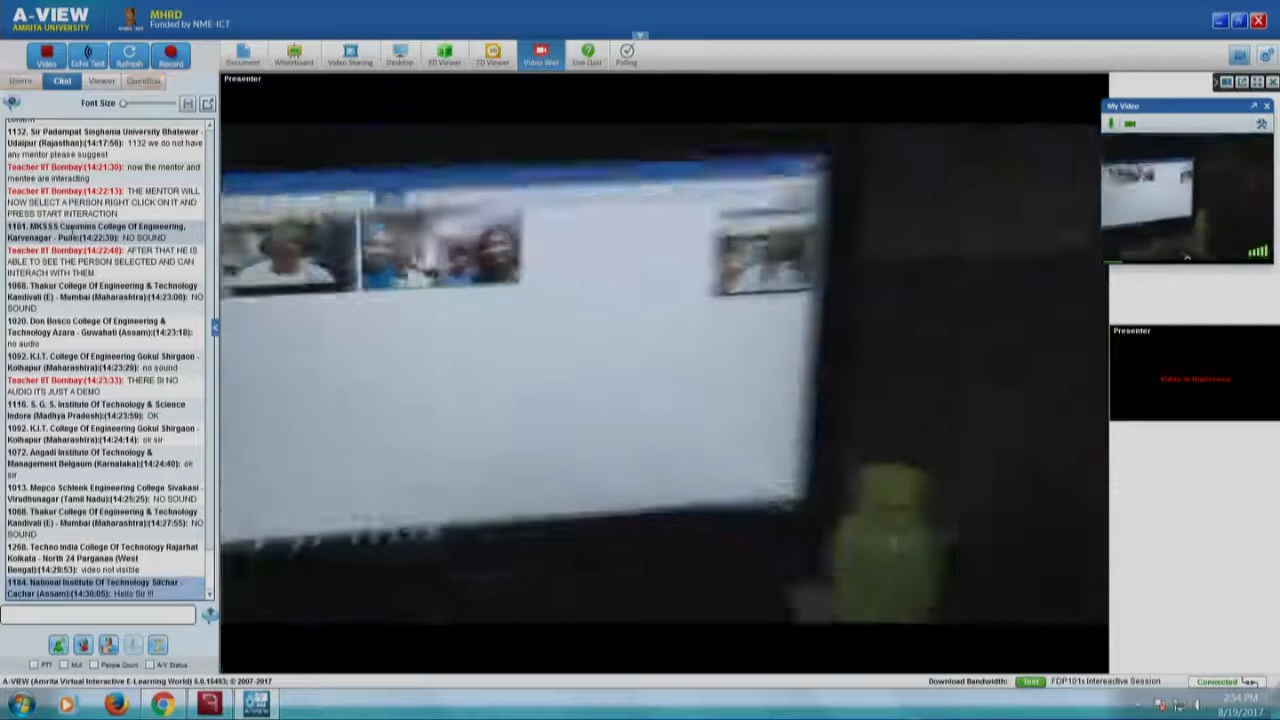 A-VIEW
AMRITA UNIVERSITY
MHRD
Funded by NME-ICT
Video
Echo Test
Refresh
Record
Document
Whiteboard
Video Sharing
Desktop
3D Viewer
2D Viewer
Video Wall
Live Quiz
Polling
Users
Chat
Viewer
Question
Font Size
Presenter
My Video
1132. Sir Padampat Singhania University Bhatewar -
Udaipur (Rajasthan):(14:17:56): 1132 we do not have
any mentor please suggest
Teacher IIT Bombay:(14:21:30): now the mentor and
mentee are interacting
Teacher IIT Bombay:(14:22:13): THE MENTOR WILL
NOW SELECT A PERSON RIGHT CLICK ON IT AND
PRESS START INTERACTION
1101. MKSSS Cummins College Of Engineering,
Karvenagar - Pune:(14:22:39): NO SOUND
Teacher IIT Bombay:(14:22:48): AFTER THAT HE IS
ABLE TO SEE THE PERSON SELECTED AND CAN
INTERACH WITH THEM
1068. Thakur College Of Engineering & Technology
Kandivali (E) - Mumbai (Maharashtra):(14:23:00): NO
SOUND
1020. Don Bosco College Of Engineering &
Technology Azara - Guwahati (Assam):(14:23:18):
no audio
1092. K.I.T. College Of Engineering Gokul Shirgaon -
Kolhapur (Maharashtra):(14:23:29): no sound
Teacher IIT Bombay:(14:23:33): THERE SI NO
AUDIO ITS JUST A DEMO
1116. S. G. S. Institute Of Technology & Science
Indore (Madhya Pradesh):(14:23:59): OK
1092. K.I.T. College Of Engineering Gokul Shirgaon -
Kolhapur (Maharashtra):(14:24:14): ok sir
1072. Angadi Institute Of Technology &
Management Belgaum (Karnataka):(14:24:40): ok
sir
1013. Mepco Schlenk Engineering College Sivakasi -
Virudhunagar (Tamil Nadu):(14:25:25): NO SOUND
1068. Thakur College Of Engineering & Technology
Kandivali (E) - Mumbai (Maharashtra):(14:27:55): NO
SOUND
1268. Techno India College Of Technology Rajarhat
Kolkata - North 24 Parganas (West
Bengal):(14:29:53): video not visible
1184. National Institute Of Technology Silchar -
Cachar (Assam):(14:30:05): Hello Sir !!!
Presenter
PTT
Mut
People Count
A/V Status
A-VIEW (Amrita Virtual Interactive E-Learning World) 5.0.15493; © 2007-2017
Download Bandwidth:
Test
FDP101x Intereactive Session
Connected
2:54 PM
8/19/2017